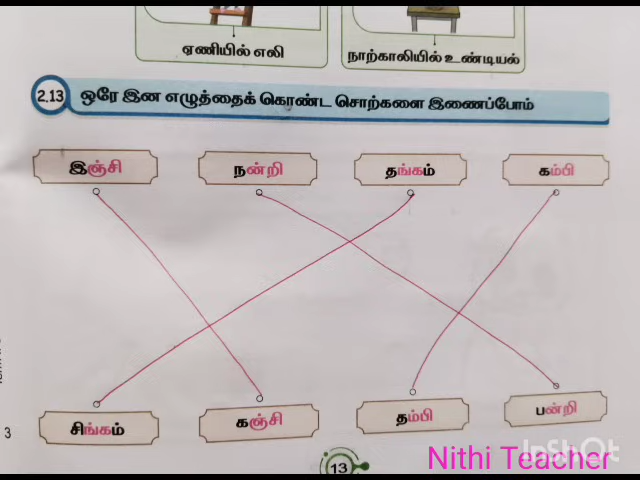 ஏணியில் எலி
நாற்காலியில் உண்டியல்
2.13 ஒரே இன எழுத்தைக் கொண்ட சொற்களை இணைப்போம்
இஞ்சி நன்றி தங்கம் கம்பி
சிங்கம் கஞ்சி தம்பி பன்றி
3
13
Nithi Teacher
InShot